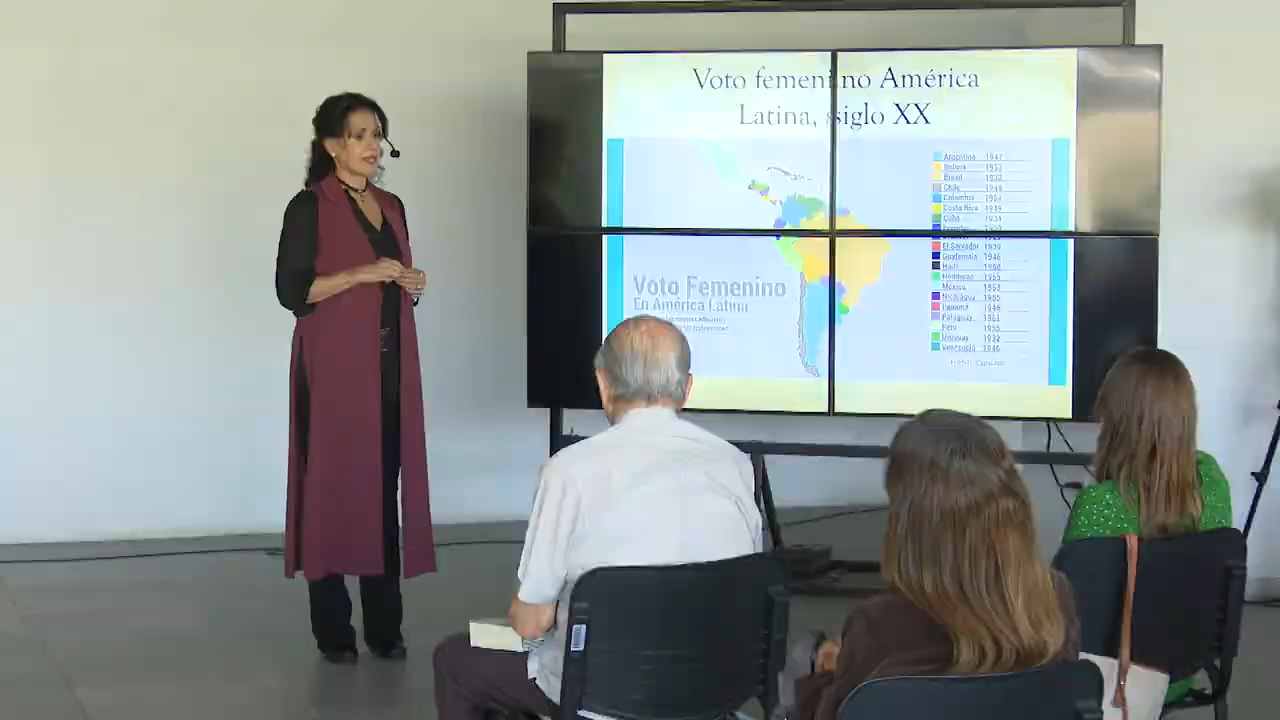 Voto femenino América
Latina, siglo XX
Argentina 1947
Bolivia 1952
Brasil 1932
Chile 1949
Colombia 1954
Costa Rica 1949
Cuba 1934
El Salvador 1939
Guatemala 1946
Haití 1950
Honduras 1955
México 1953
Nicaragua 1955
Panamá 1946
Paraguay 1961
Perú 1955
Uruguay 1932
Venezuela 1946
Voto Femenino
En América Latina